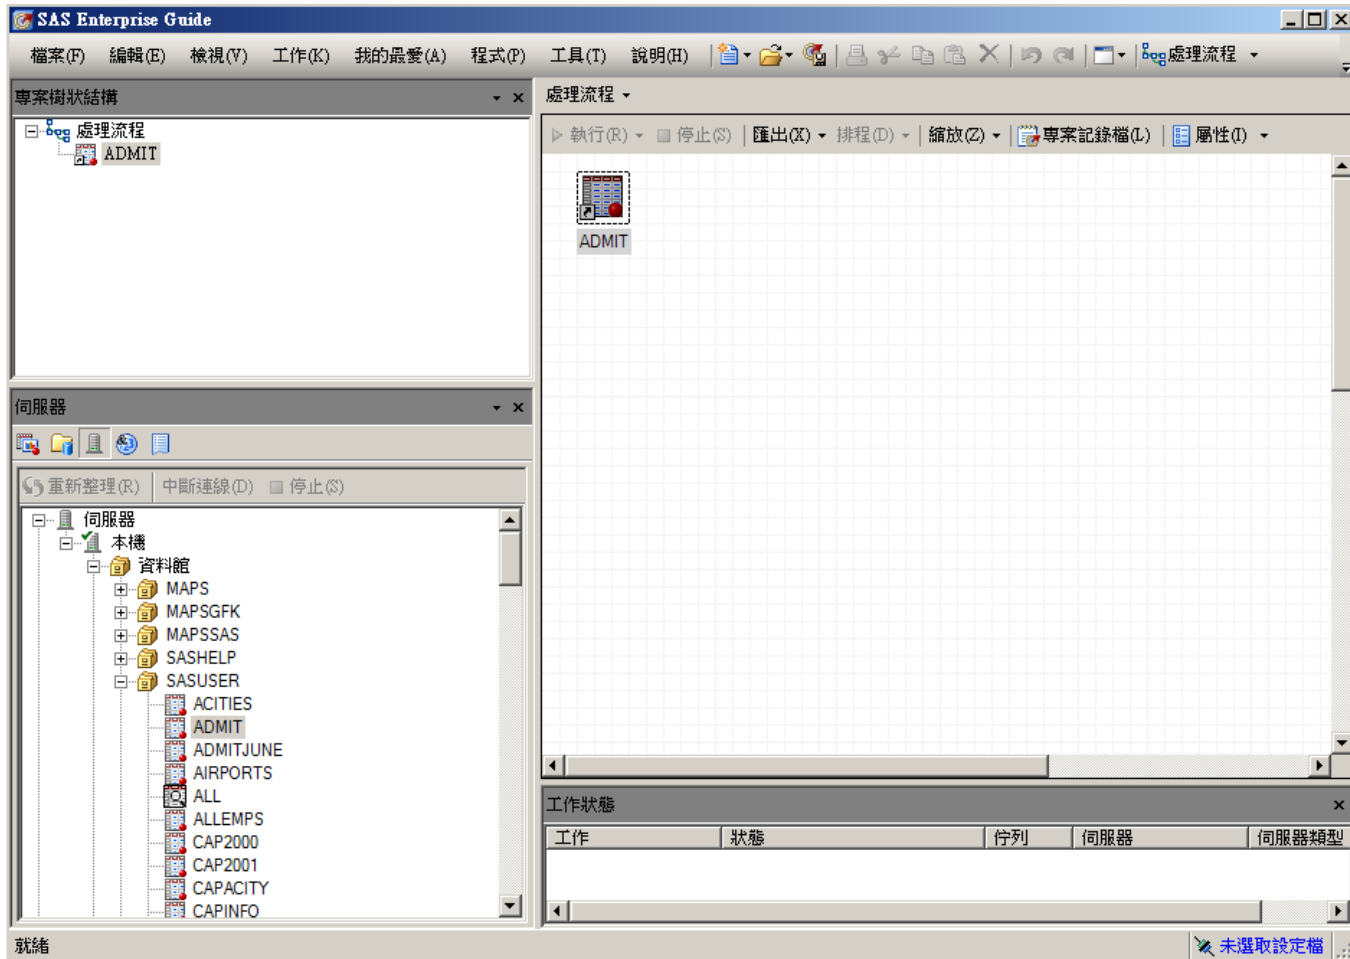 SAS Enterprise Guide
檔案(F) 編輯(E) 檢視(V) 工作(K) 我的最愛(A) 程式(P) 工具(T) 說明(H) 處理流程
專案樹狀結構
處理流程
ADMIT
處理流程
執行(R) 停止(S) 匯出(X) 排程(D) 縮放(Z) 專案記錄檔(L) 屬性(I)
ADMIT
伺服器
重新整理(R) 中斷連線(D) 停止(S)
伺服器
本機
資料館
MAPS
MAPSGFK
MAPSSAS
SASHELP
SASUSER
ACITIES
ADMIT
ADMITJUNE
AIRPORTS
ALL
ALLEMPS
CAP2000
CAP2001
CAPACITY
CAPINFO
工作狀態
工作 狀態 佇列 伺服器 伺服器類型
就緒
未選取設定檔